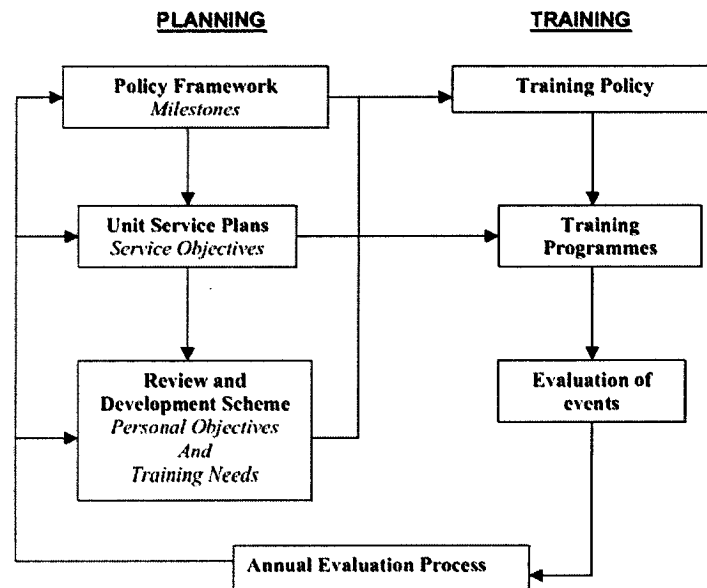 PLANNING
TRAINING
Policy Framework
Milestones
Training Policy
Unit Service Plans
Service Objectives
Training
Programmes
Review and
Development Scheme
Personal Objectives
And
Training Needs
Evaluation of
events
Annual Evaluation Process